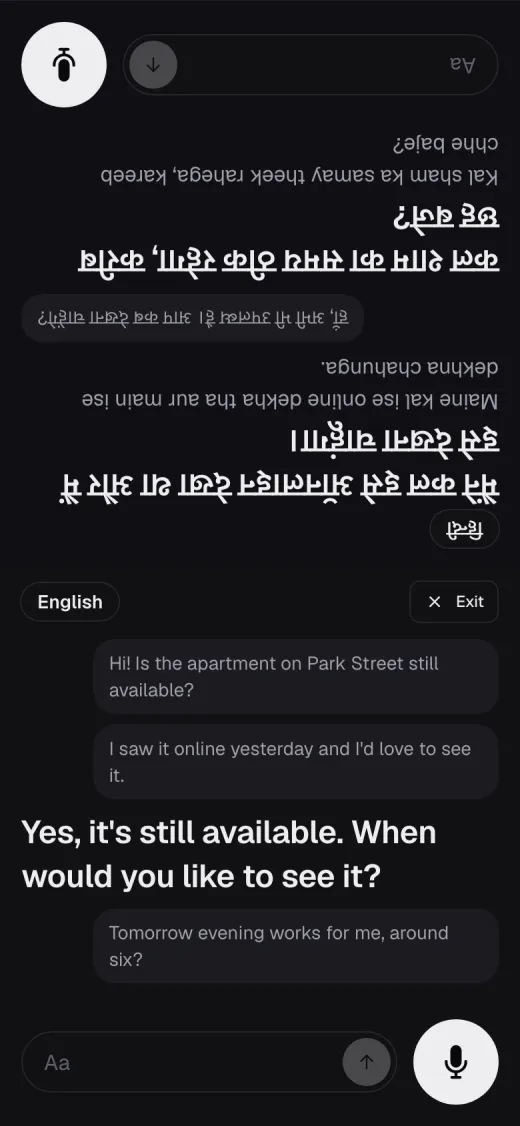 हिन्दी
मैंने कल इसे ऑनलाइन देखा था और मैं
इसे देखना चाहूंगा।
Maine kal ise online dekha tha aur main ise
dekhna chahunga.
हाँ, अभी भी उपलब्ध है। आप कब देखना चाहेंगे?
कल शाम का समय ठीक रहेगा, करीब
छह बजे?
Kal sham ka samay theek rahega, kareeb
chhe baje?
Aa
English
Exit
Hi! Is the apartment on Park Street still
available?
I saw it online yesterday and I'd love to see
it.
Yes, it's still available. When
would you like to see it?
Tomorrow evening works for me, around
six?
Aa